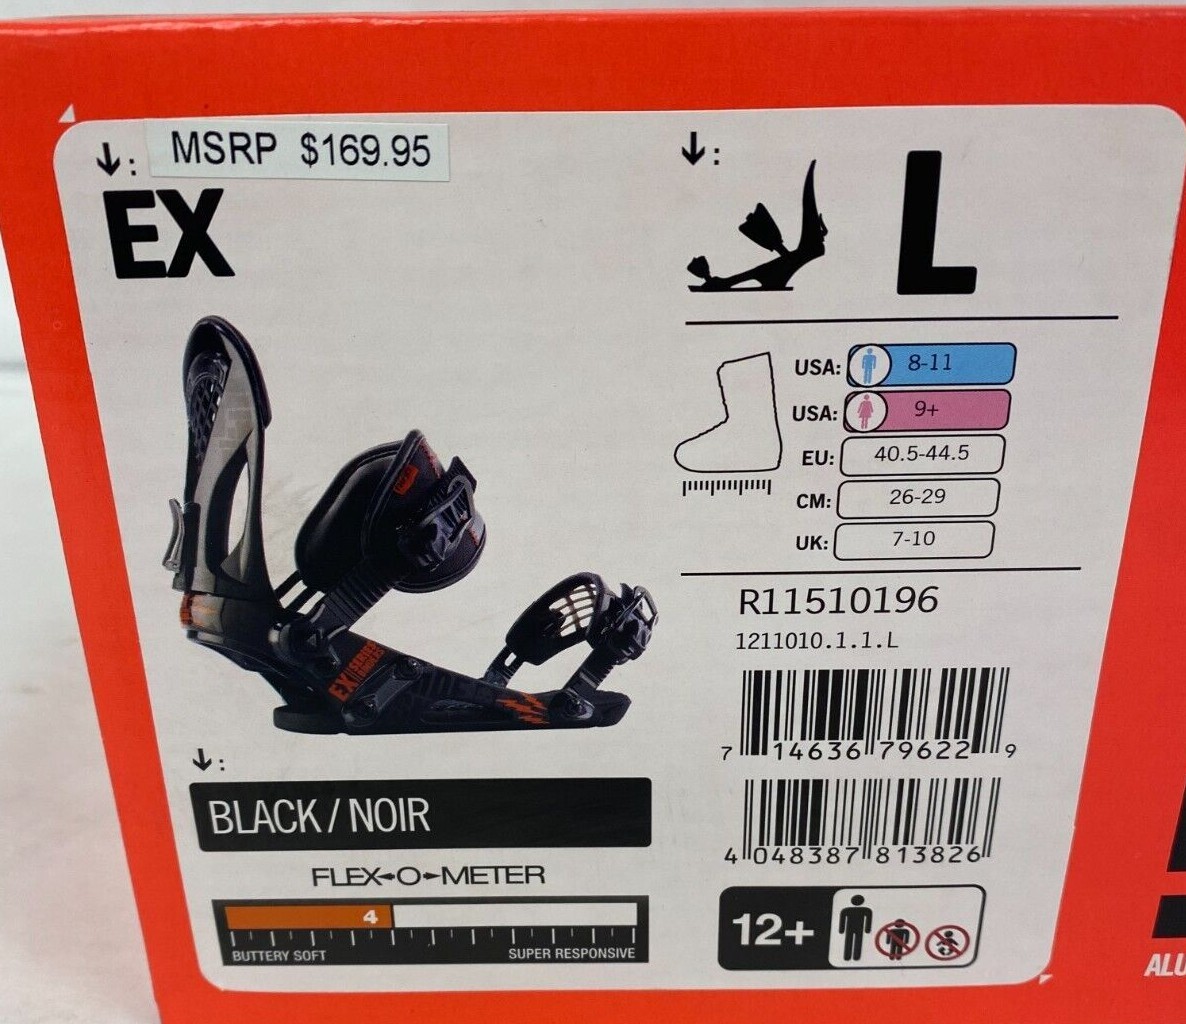 MSRP $169.95
EX
L
USA: 8-11
USA: 9+
EU: 40.5-44.5
CM: 26-29
UK: 7-10
R11510196
1211010.1.1.L
7 14636 79622 9
4 048387 813826
EX SERIES
BLACK / NOIR
FLEX-O-METER
4
BUTTERY SOFT
SUPER RESPONSIVE
12+
ALU